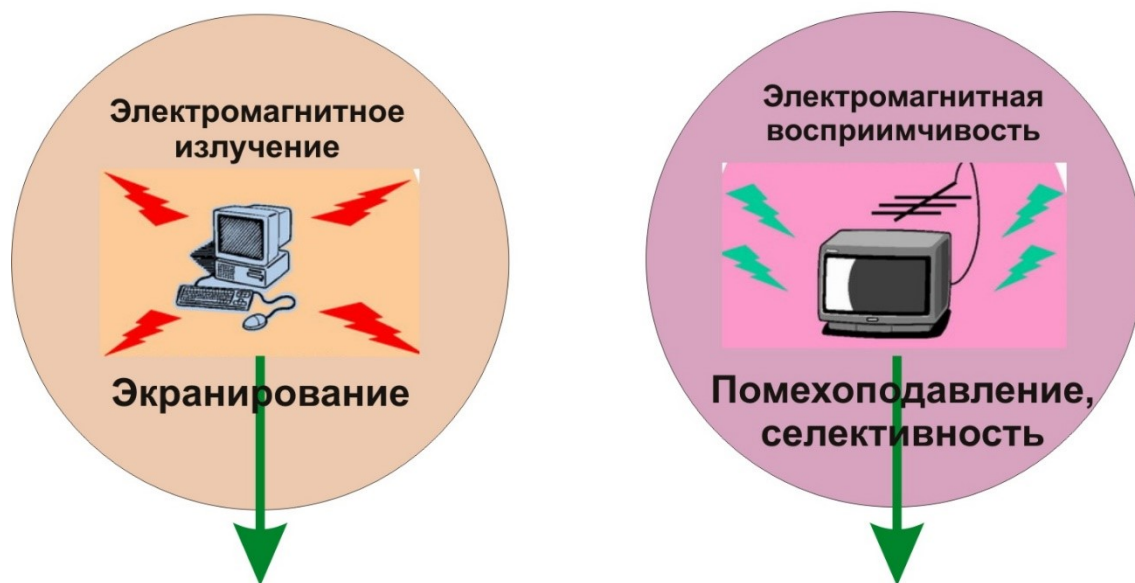 Электромагнитное
излучение
Экранирование
Электромагнитная
восприимчивость
Помехоподавление,
селективность